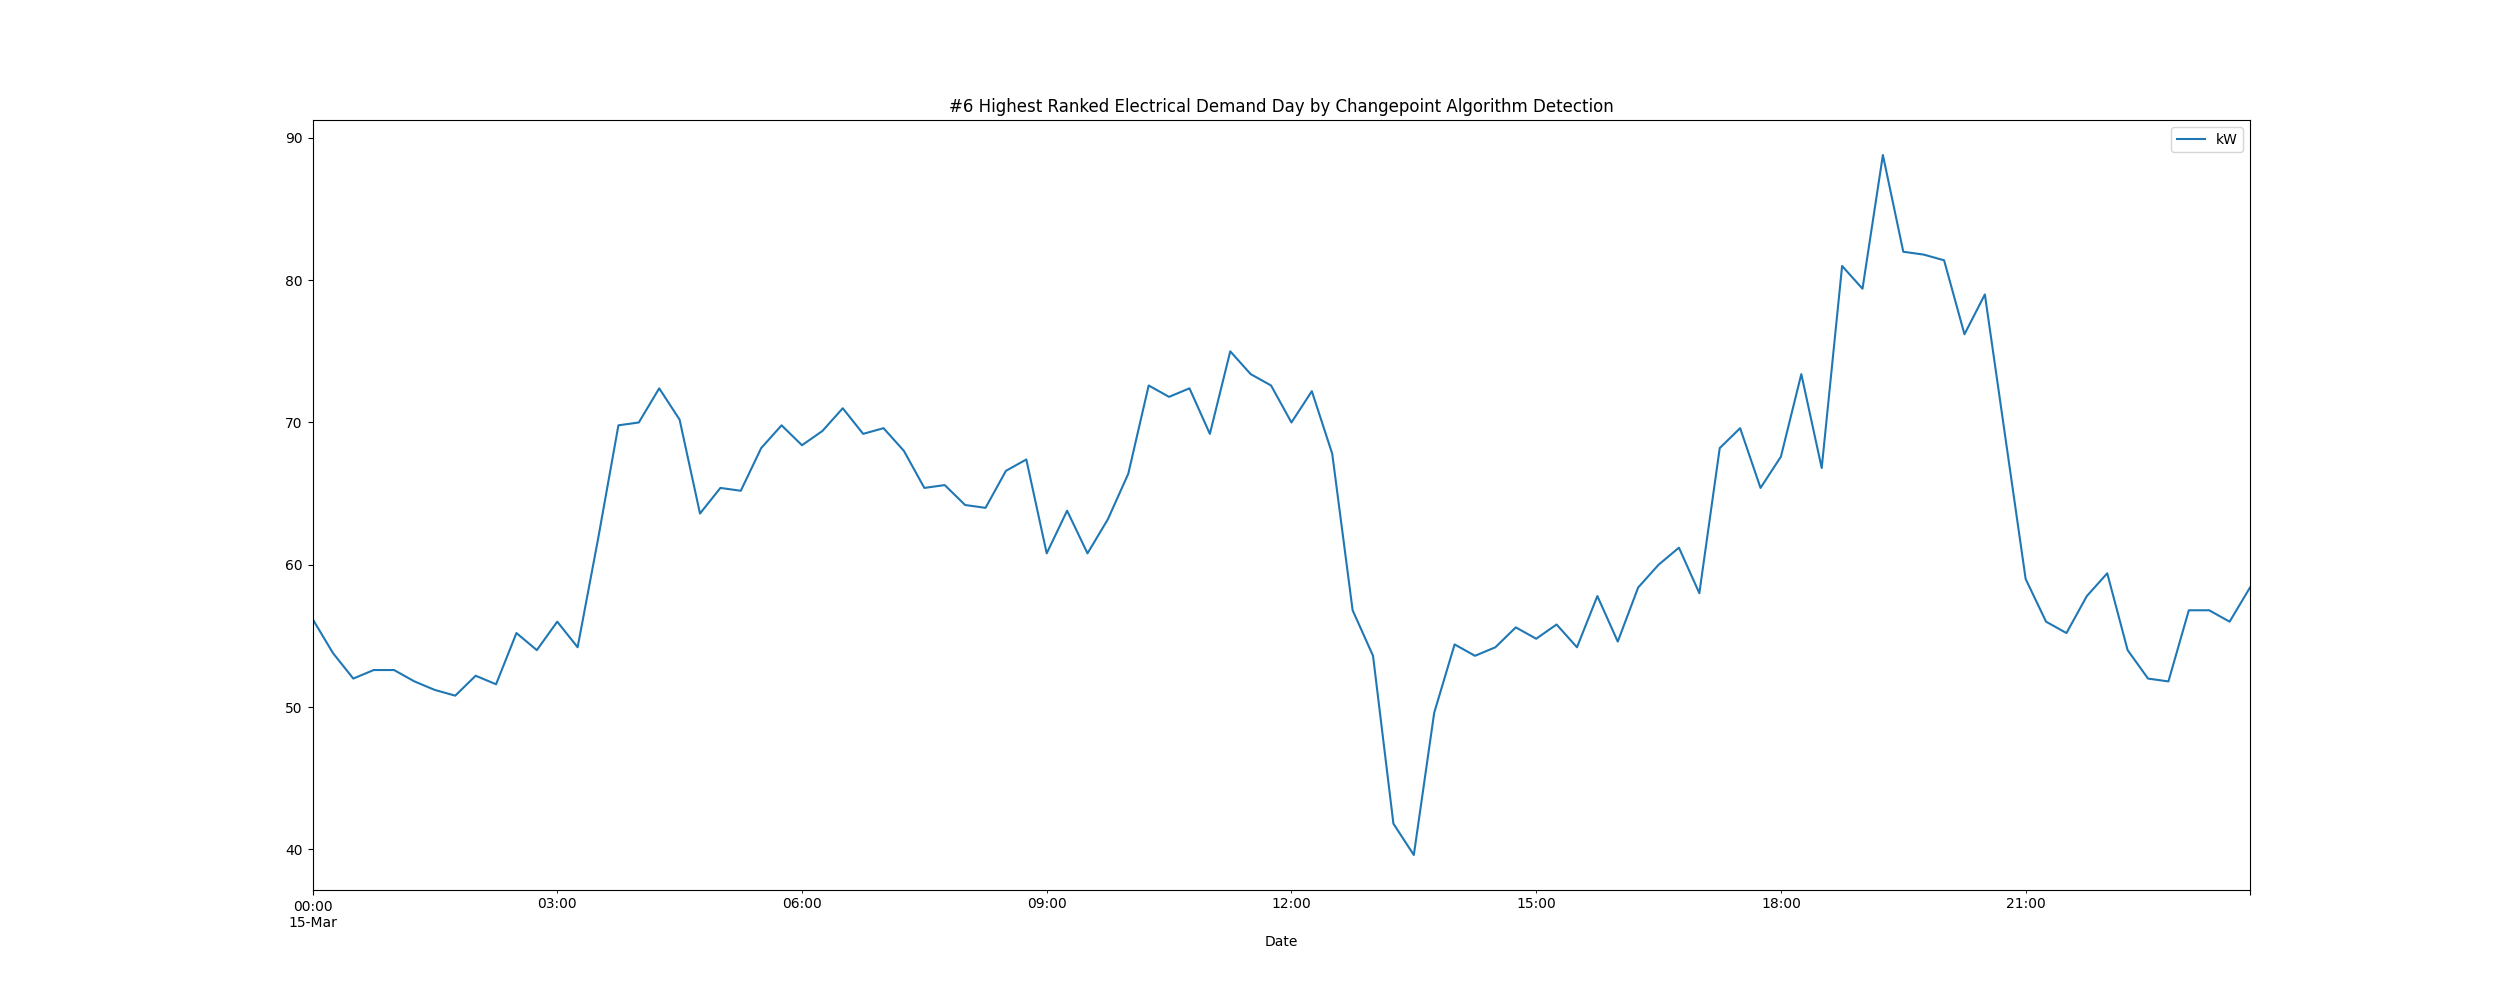 #6 Highest Ranked Electrical Demand Day by Changepoint Algorithm Detection
kW
90
80
70
60
50
40
00:00 03:00 06:00 09:00 12:00 15:00 18:00 21:00
15-Mar
Date